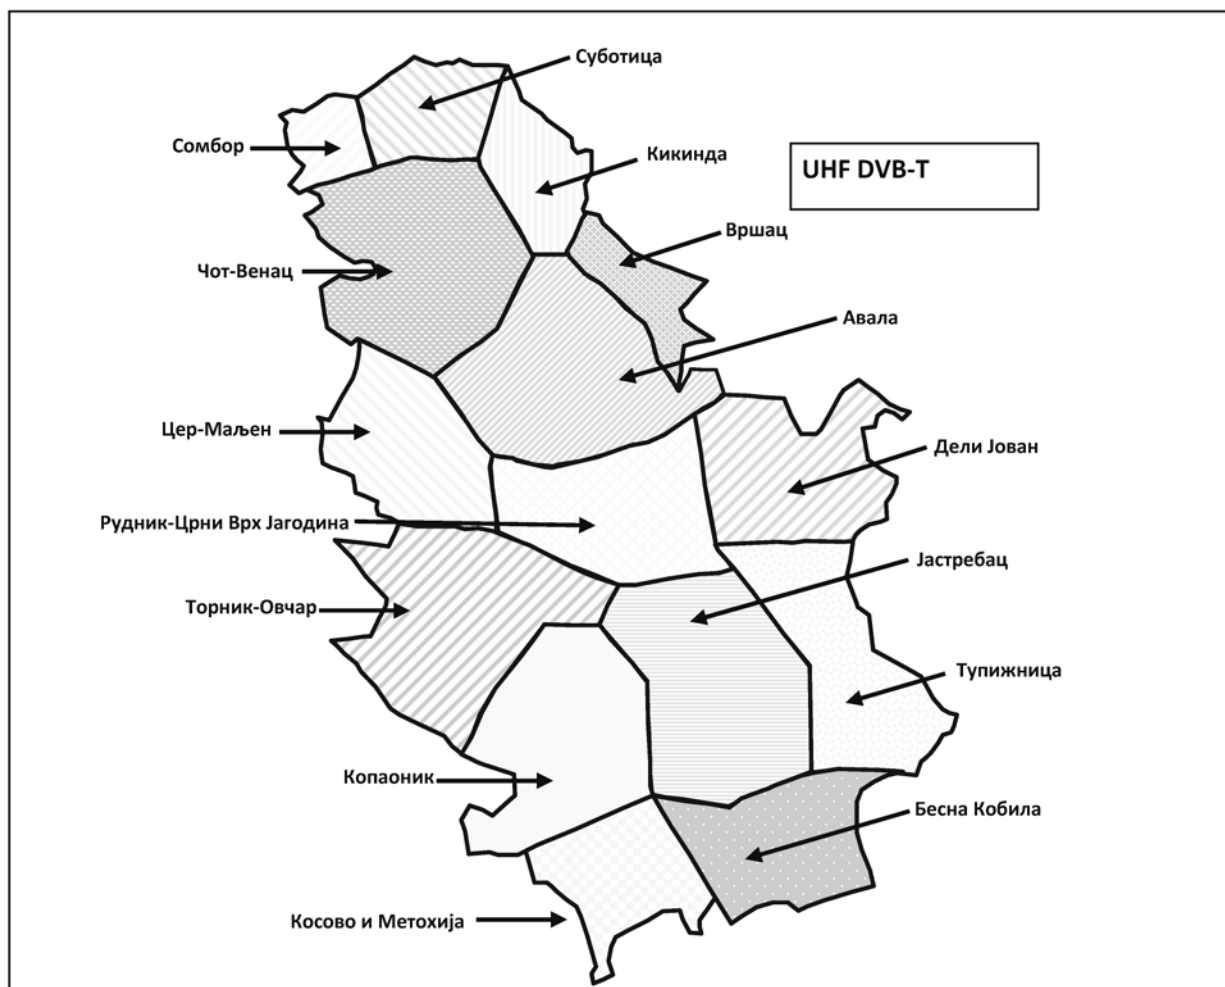 Суботица
Сомбор
Кикинда
UHF DVB-T
Вршац
Чот-Венац
Авала
Цер-Маљен
Дели Јован
Рудник-Црни Врх Јагодина
Јастребац
Торник-Овчар
Тупижница
Копаоник
Бесна Кобила
Косово и Метохија